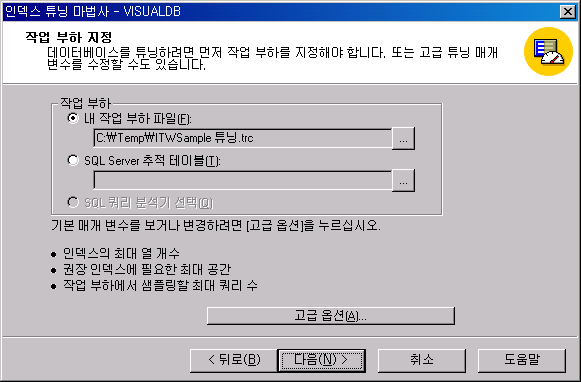 인덱스 튜닝 마법사 - VISUALDB
작업 부하 지정
데이터베이스를 튜닝하려면 먼저 작업 부하를 지정해야 합니다. 또는 고급 튜닝 매개
변수를 수정할 수도 있습니다.
작업 부하
내 작업 부하 파일(F):
C:₩Temp₩ITWSample 튜닝.trc
...
SQL Server 추적 테이블(T):
...
SQL 쿼리 분석기 선택(Q)
기본 매개 변수를 보거나 변경하려면 [고급 옵션]을 누르십시오.
● 인덱스의 최대 열 개수
● 권장 인덱스에 필요한 최대 공간
● 작업 부하에서 샘플링할 최대 쿼리 수
고급 옵션(A)...
< 뒤로(B) 다음(N) > 취소 도움말